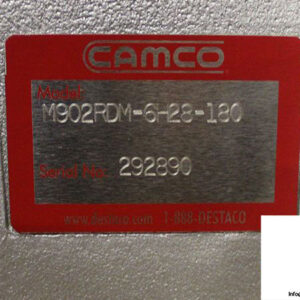 CAMCO
Model:
M902RDM-6H28-180
Serial No: 292890
www.destaco.com 1-888-DESTACO